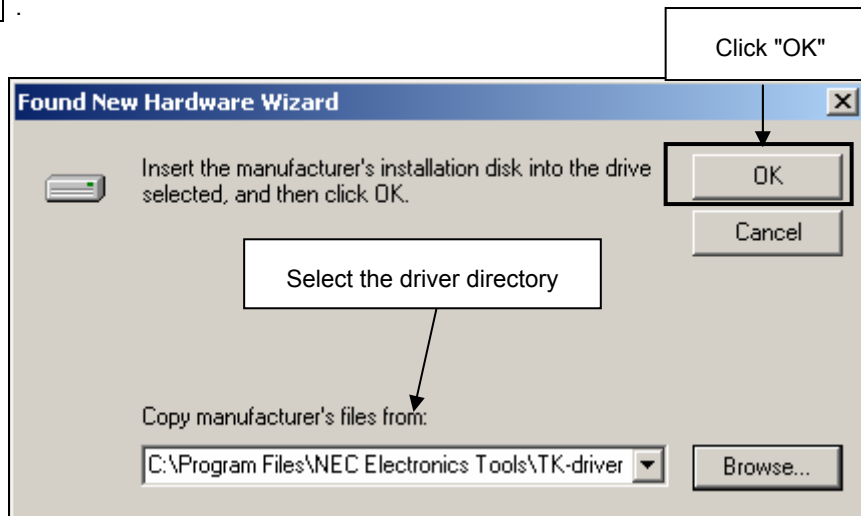 .
Click "OK"
Found New Hardware Wizard
Insert the manufacturer's installation disk into the drive
selected, and then click OK.
OK
Cancel
Select the driver directory
Copy manufacturer's files from:
C:\Program Files\NEC Electronics Tools\TK-driver
Browse...